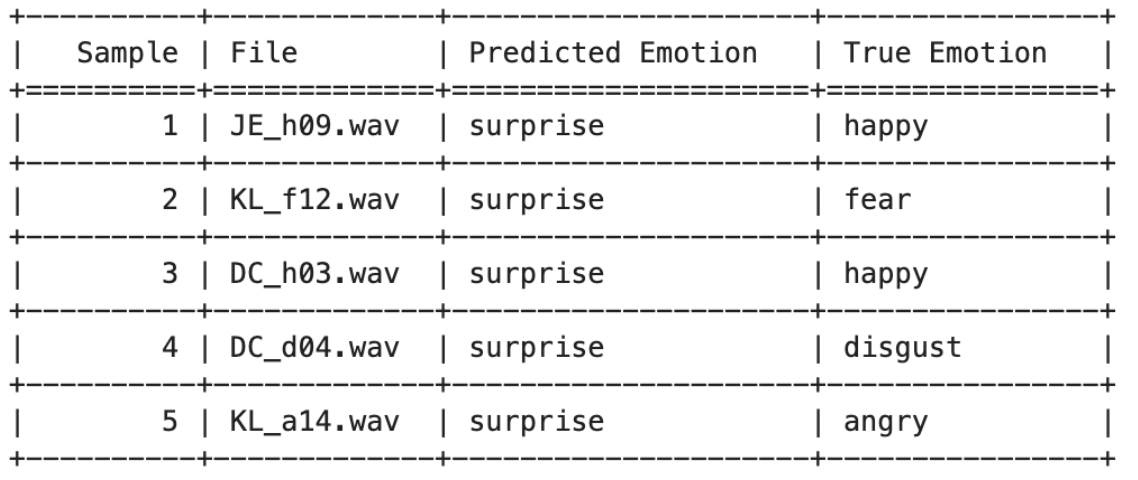 +----------+-------------+---------------------+----------------+
|   Sample | File        | Predicted Emotion   | True Emotion   |
+==========+=============+=====================+================+
|        1 | JE_h09.wav  | surprise            | happy          |
+----------+-------------+---------------------+----------------+
|        2 | KL_f12.wav  | surprise            | fear           |
+----------+-------------+---------------------+----------------+
|        3 | DC_h03.wav  | surprise            | happy          |
+----------+-------------+---------------------+----------------+
|        4 | DC_d04.wav  | surprise            | disgust        |
+----------+-------------+---------------------+----------------+
|        5 | KL_a14.wav  | surprise            | angry          |
+----------+-------------+---------------------+----------------+